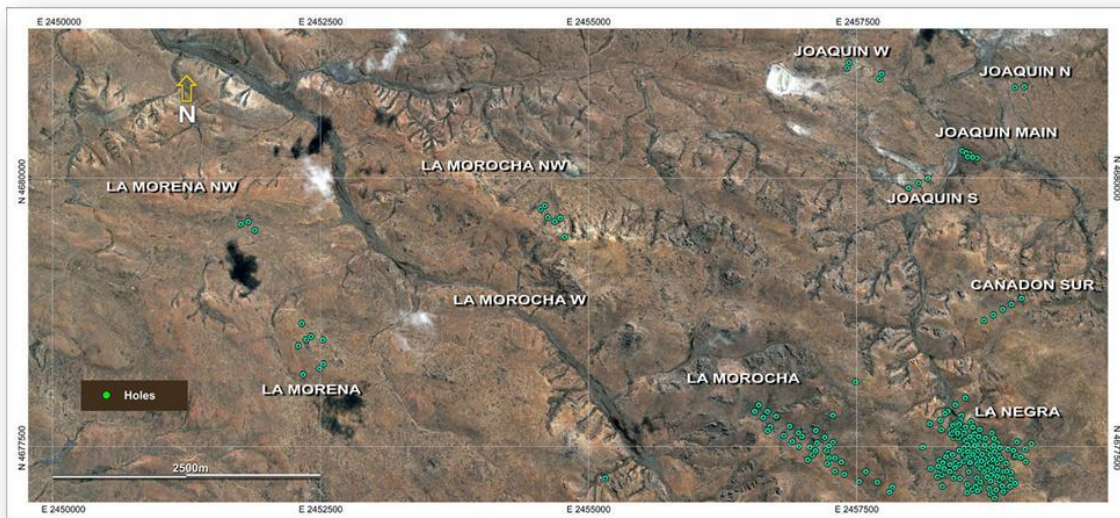 E 2450000
E 2452500
E 2455000
E 2457500
JOAQUIN W
JOAQUIN N
N
JOAQUIN MAIN
LA MOROCHA NW
N 4680000
N 4680000
LA MORENA NW
JOAQUIN S
CAÑADON SUR
LA MOROCHA W
LA MOROCHA
LA MORENA
Holes
LA NEGRA
N 4677500
N 4677500
2500m
E 2450000
E 2452500
E 2455000
E 2457500